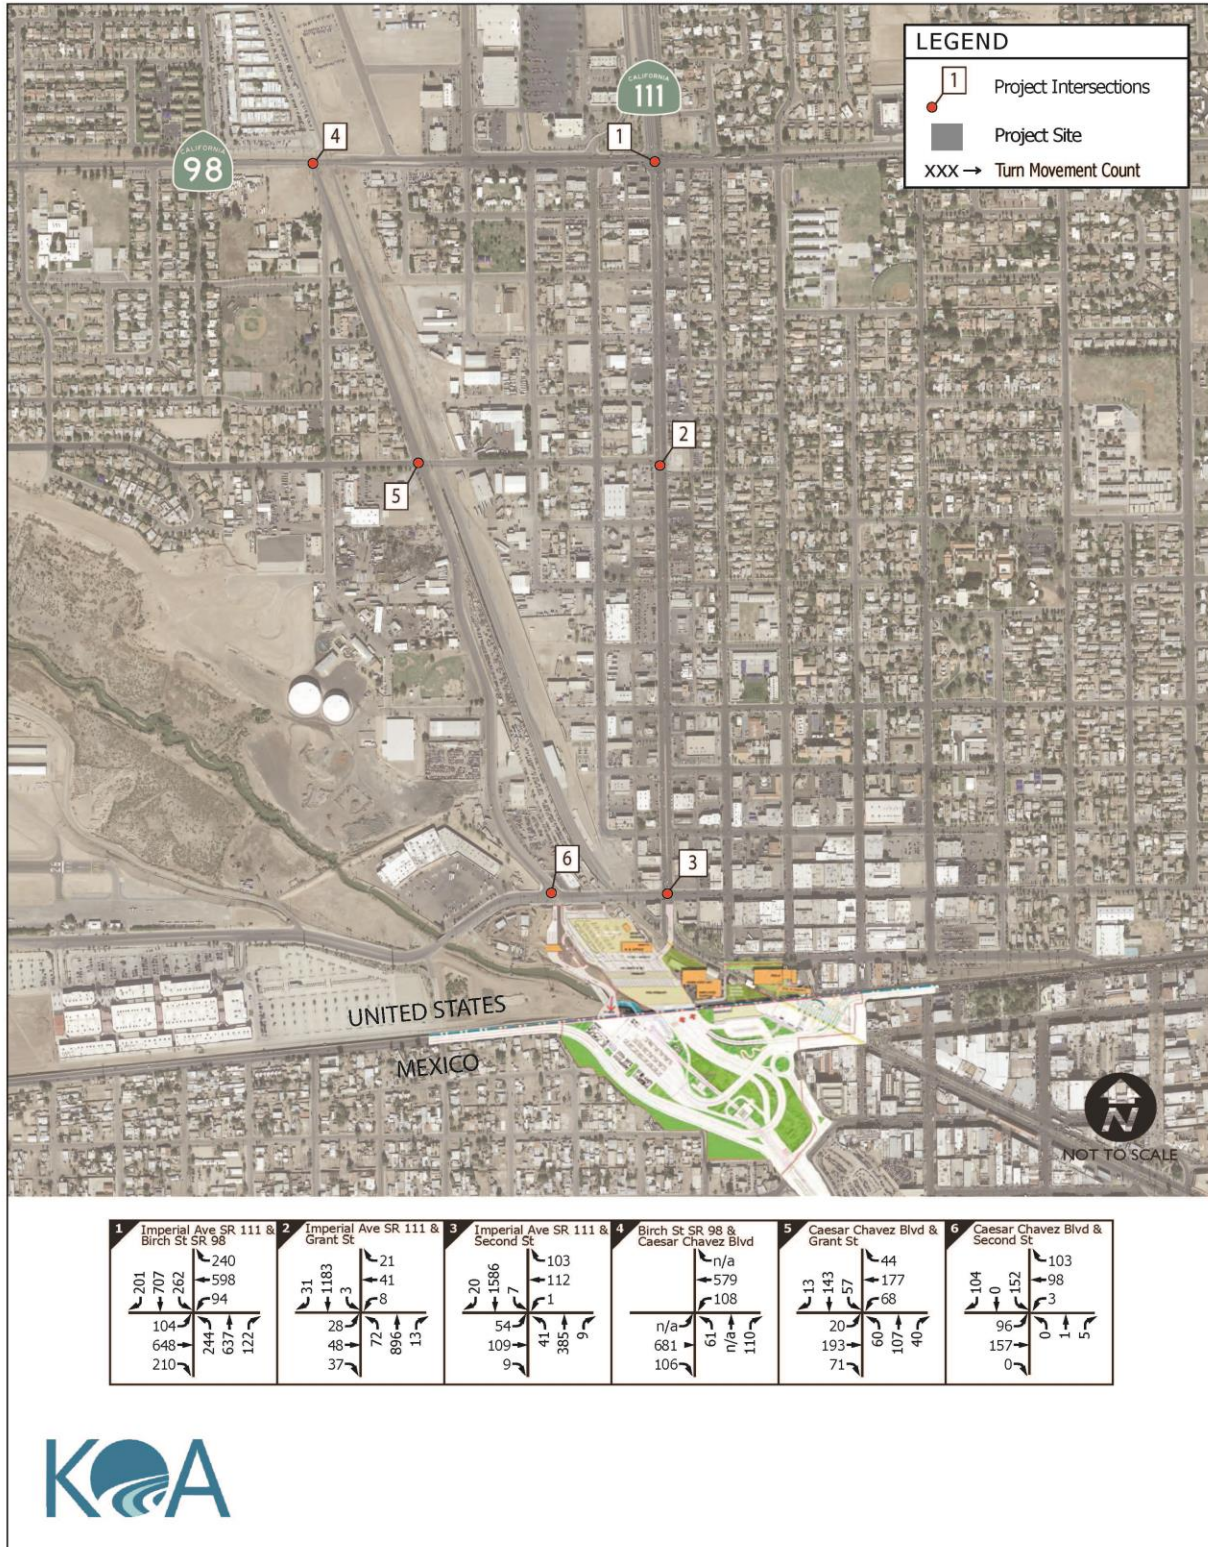 LEGEND
1 Project Intersections
Project Site
XXX → Turn Movement Count
CALIFORNIA
111
CALIFORNIA
98
4
1
2
5
6
3
UNITED STATES
MEXICO
N
NOT TO SCALE
1 Imperial Ave SR 111 &
Birch St SR 98
201 707 262
240
598
94
104
648
210
244 637 122
2 Imperial Ave SR 111 &
Grant St
31 1183 3
21
41
8
28
48
37
72 896 13
3 Imperial Ave SR 111 &
Second St
20 1586 7
103
112
1
54
109
9
41 385 9
4 Birch St SR 98 &
Caesar Chavez Blvd
n/a
579
108
n/a
681
106
61 n/a 110
5 Caesar Chavez Blvd &
Grant St
13 143 57
44
177
68
20
193
71
60 107 40
6 Caesar Chavez Blvd &
Second St
104 0 152
103
98
3
96
157
0
0 1 5
KOA